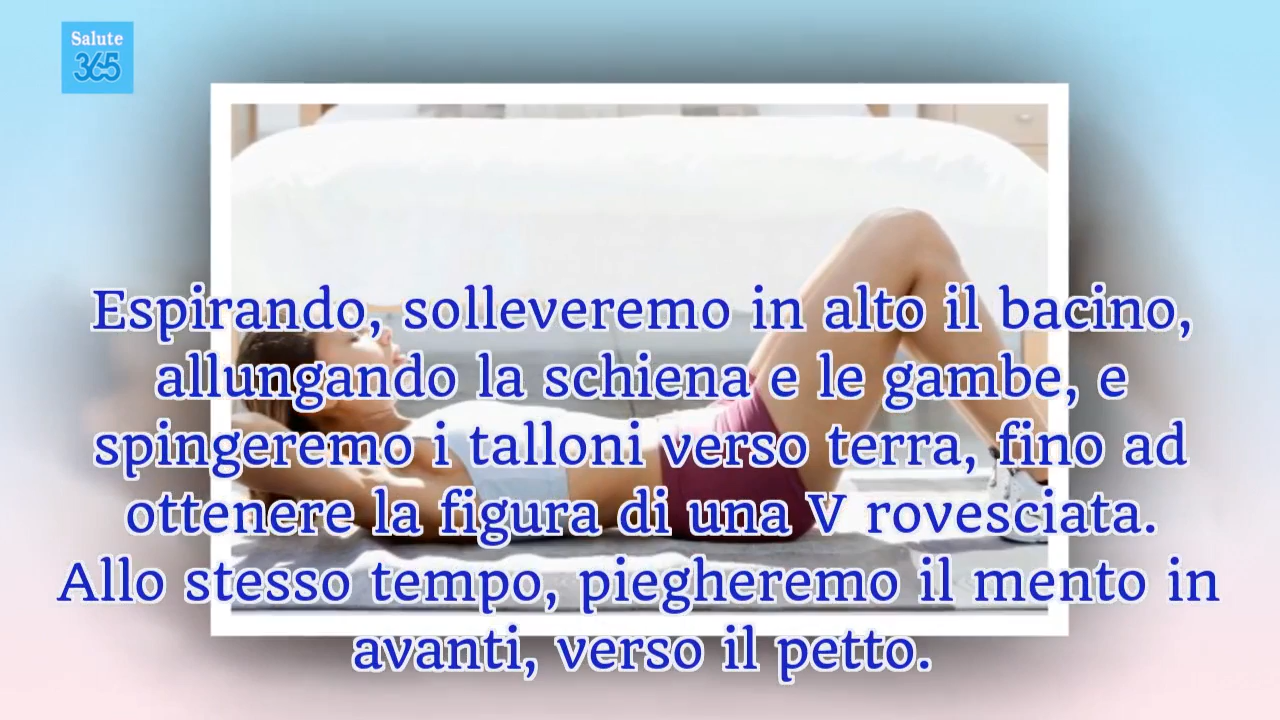 Salute
365
Espirando, solleveremo in alto il bacino,
allungando la schiena e le gambe, e
spingeremo i talloni verso terra, fino ad
ottenere la figura di una V rovesciata.
Allo stesso tempo, piegheremo il mento in
avanti, verso il petto.